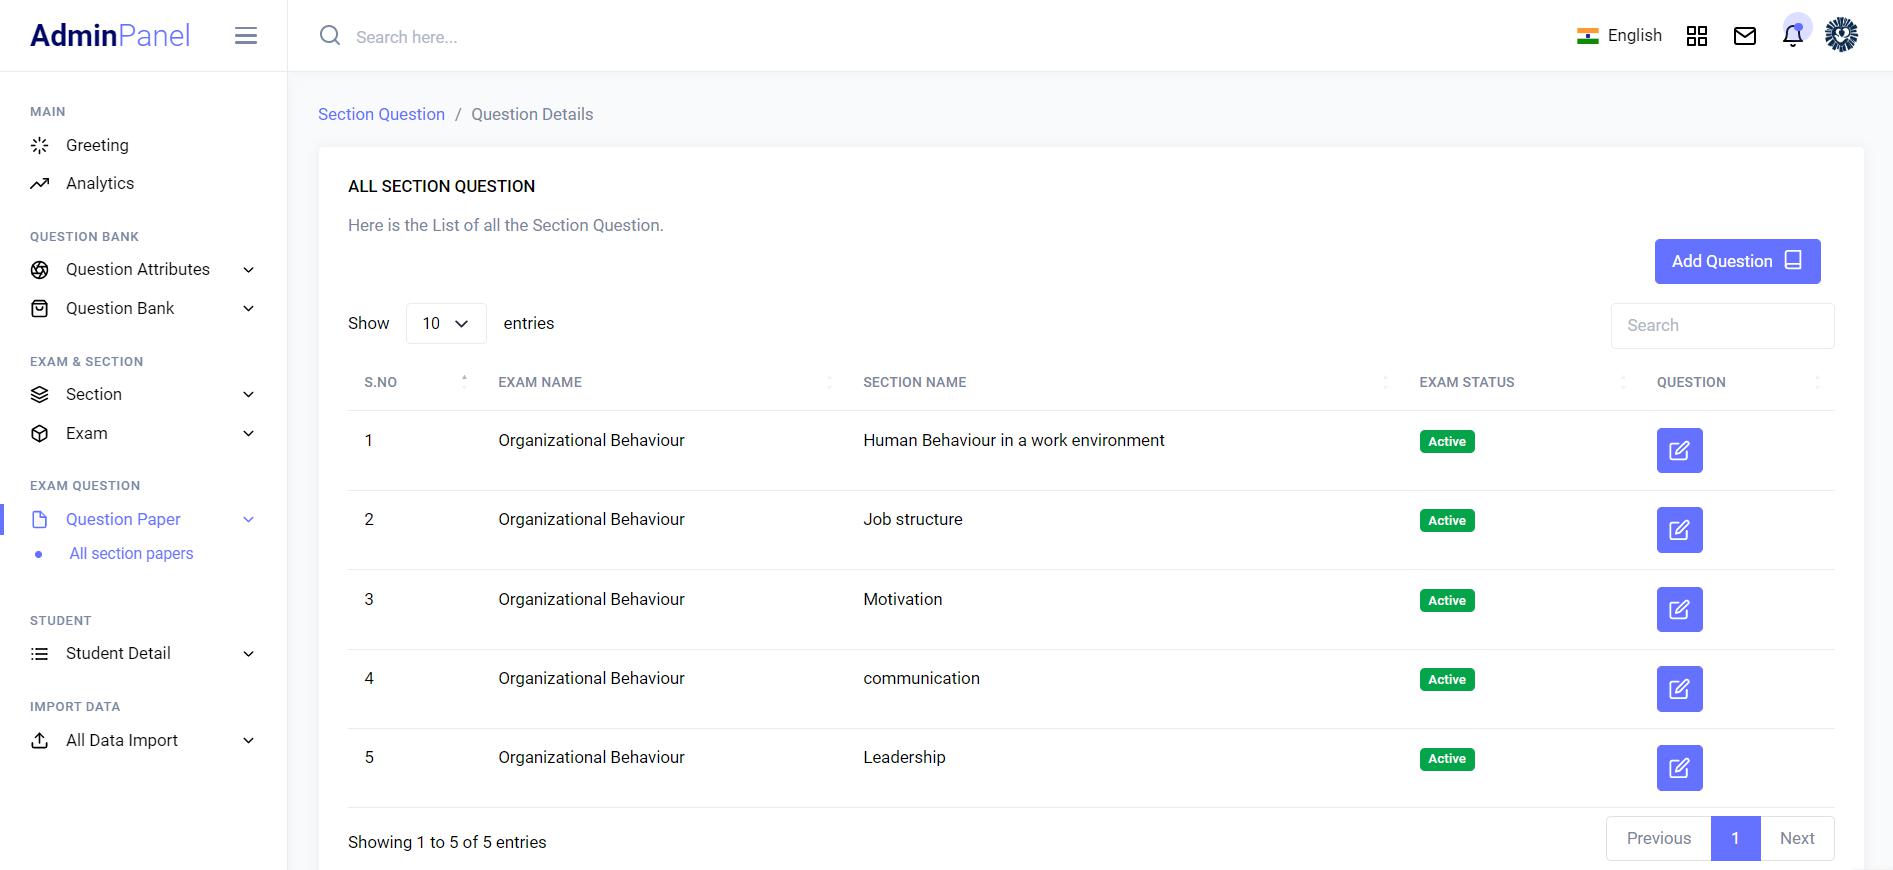 AdminPanel
Search here...
English
MAIN
Greeting
Analytics
QUESTION BANK
Question Attributes
Question Bank
EXAM & SECTION
Section
Exam
EXAM QUESTION
Question Paper
All section papers
STUDENT
Student Detail
IMPORT DATA
All Data Import
Section Question / Question Details
ALL SECTION QUESTION
Here is the List of all the Section Question.
Add Question
Show 10 entries
Search
S.NO EXAM NAME SECTION NAME EXAM STATUS QUESTION
1 Organizational Behaviour Human Behaviour in a work environment Active
2 Organizational Behaviour Job structure Active
3 Organizational Behaviour Motivation Active
4 Organizational Behaviour communication Active
5 Organizational Behaviour Leadership Active
Showing 1 to 5 of 5 entries
Previous 1 Next